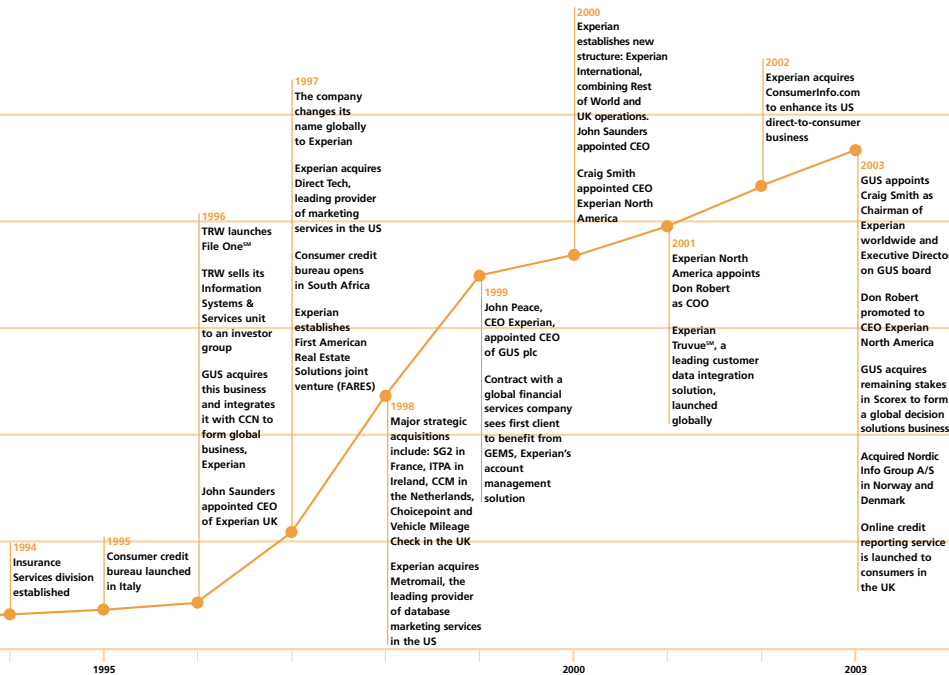 1994
Insurance
Services division
established
1995
Consumer credit
bureau launched
in Italy
1996
TRW launches
File One℠
TRW sells its
Information
Systems &
Services unit
to an investor
group
GUS acquires
this business
and integrates
it with CCN to
form global
business,
Experian
John Saunders
appointed CEO
of Experian UK
1997
The company
changes its
name globally
to Experian
Experian acquires
Direct Tech,
leading provider
of marketing
services in the US
Consumer credit
bureau opens
in South Africa
Experian
establishes
First American
Real Estate
Solutions joint
venture (FARES)
1998
Major strategic
acquisitions
include: SG2 in
France, ITPA in
Ireland, CCM in
the Netherlands,
Choicepoint and
Vehicle Mileage
Check in the UK
Experian acquires
Metromail, the
leading provider
of database
marketing services
in the US
1999
John Peace,
CEO Experian,
appointed CEO
of GUS plc
Contract with a
global financial
services company
sees first client
to benefit from
GEMS, Experian's
account
management
solution
2000
Experian
establishes new
structure: Experian
International,
combining Rest
of World and
UK operations.
John Saunders
appointed CEO
Craig Smith
appointed CEO
Experian North
America
2001
Experian North
America appoints
Don Robert
as COO
Experian
Truvue℠, a
leading customer
data integration
solution,
launched
globally
2002
Experian acquires
ConsumerInfo.com
to enhance its US
direct-to-consumer
business
2003
GUS appoints
Craig Smith as
Chairman of
Experian
worldwide and
Executive Directo
on GUS board
Don Robert
promoted to
CEO Experian
North America
GUS acquires
remaining stakes
in Scorex to form
a global decision
solutions business
Acquired Nordic
Info Group A/S
in Norway and
Denmark
Online credit
reporting service
is launched to
consumers in
the UK
1995
2000
2003